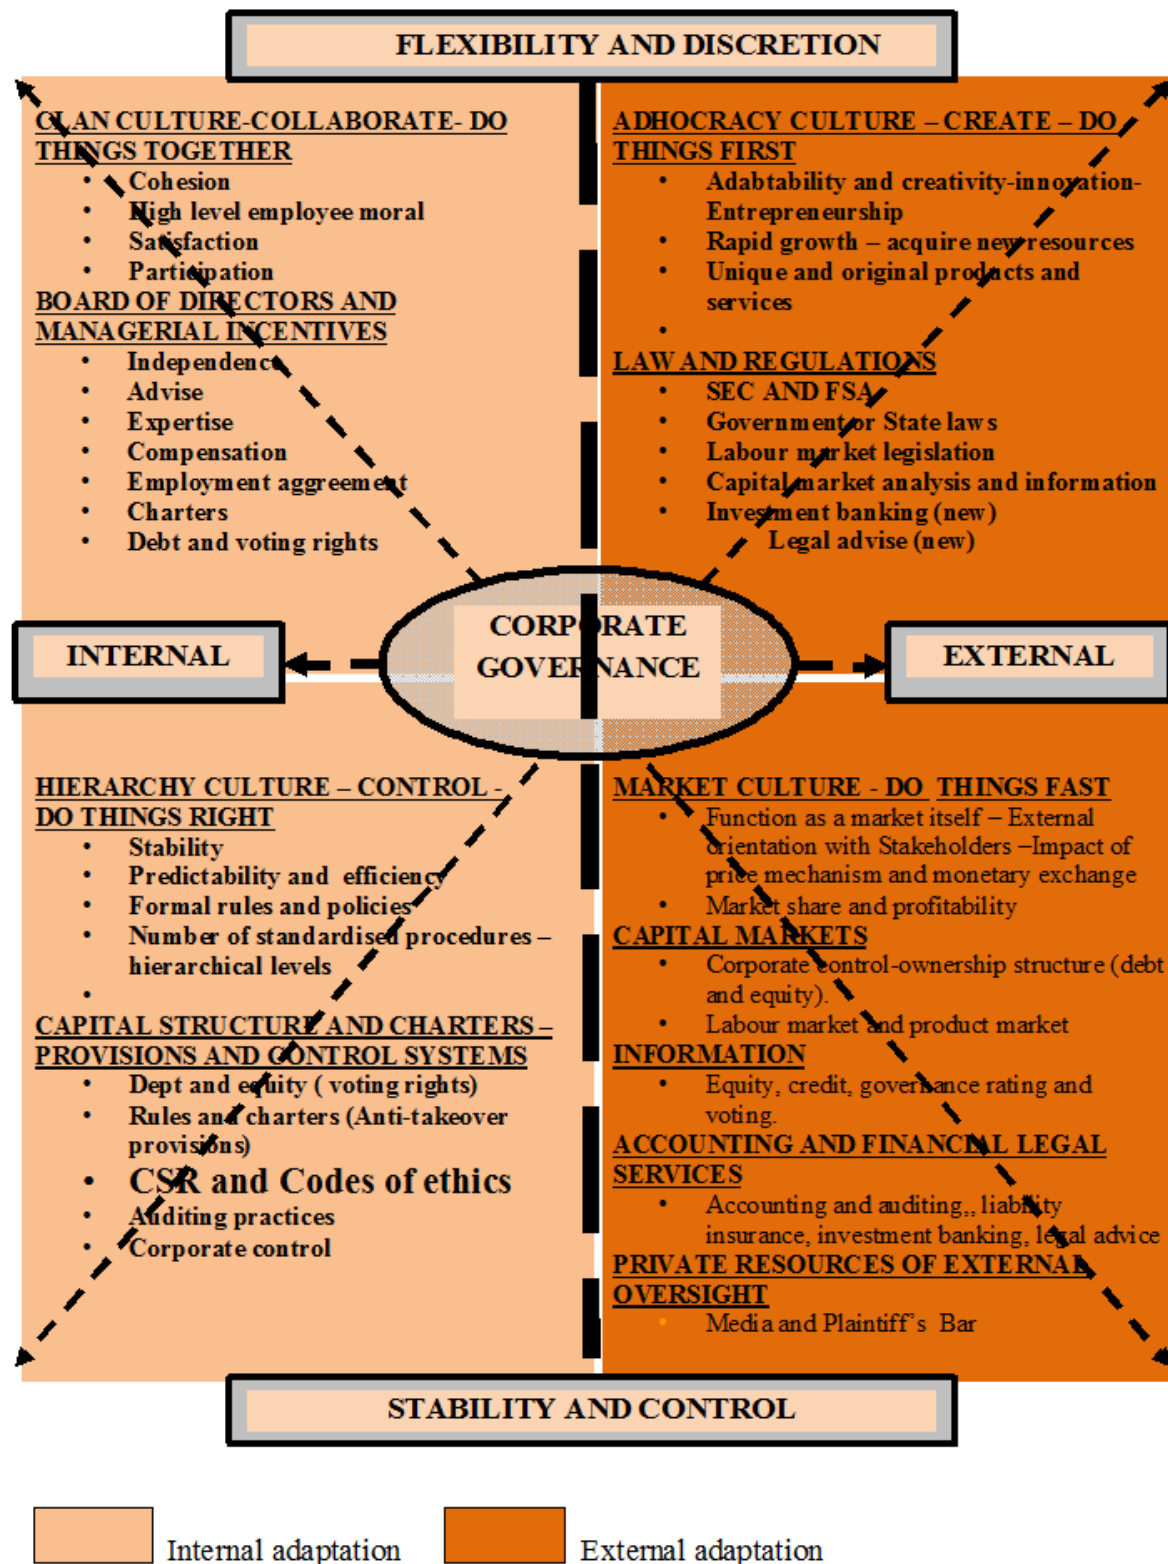 FLEXIBILITY AND DISCRETION
CLAN CULTURE-COLLABORATE- DO
THINGS TOGETHER
• Cohesion
• High level employee moral
• Satisfaction
• Participation
BOARD OF DIRECTORS AND
MANAGERIAL INCENTIVES
• Independence
• Advise
• Expertise
• Compensation
• Employment aggreement
• Charters
• Debt and voting rights
ADHOCRACY CULTURE – CREATE – DO
THINGS FIRST
• Adabtability and creativity-innovation-
Entrepreneurship
• Rapid growth – acquire new resources
• Unique and original products and
services
•
LAW AND REGULATIONS
• SEC AND FSA
• Government or State laws
• Labour market legislation
• Capital market analysis and information
• Investment banking (new)
Legal advise (new)
INTERNAL
CORPORATE
GOVERNANCE
EXTERNAL
HIERARCHY CULTURE – CONTROL -
DO THINGS RIGHT
• Stability
• Predictability and efficiency
• Formal rules and policies
• Number of standardised procedures –
hierarchical levels
•
CAPITAL STRUCTURE AND CHARTERS –
PROVISIONS AND CONTROL SYSTEMS
• Dept and equity ( voting rights)
• Rules and charters (Anti-takeover
provisions)
• CSR and Codes of ethics
• Auditing practices
• Corporate control
MARKET CULTURE - DO THINGS FAST
• Function as a market itself – External
orientation with Stakeholders –Impact of
price mechanism and monetary exchange
• Market share and profitability
CAPITAL MARKETS
• Corporate control-ownership structure (debt
and equity).
• Labour market and product market
INFORMATION
• Equity, credit, governance rating and
voting.
ACCOUNTING AND FINANCIAL LEGAL
SERVICES
• Accounting and auditing,, liability
insurance, investment banking, legal advice
PRIVATE RESOURCES OF EXTERNAL
OVERSIGHT
• Media and Plaintiff's Bar
STABILITY AND CONTROL
Internal adaptation
External adaptation